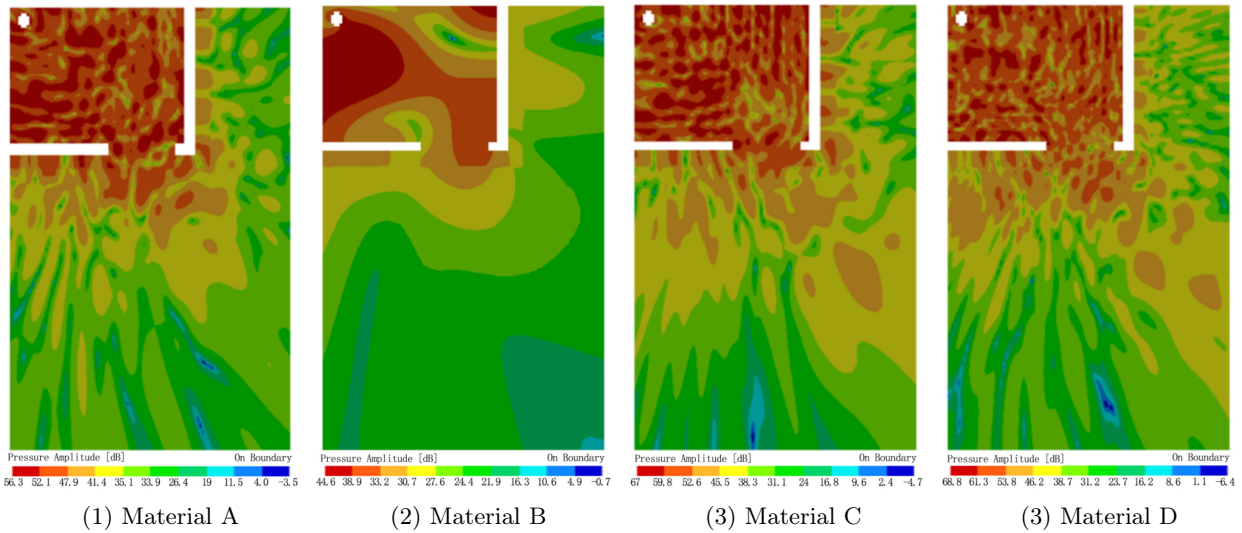 Pressure Amplitude [dB] On Boundary
56.3 52.1 47.9 41.4 35.1 33.9 26.4 19 11.5 4.0 -3.5
(1) Material A
Pressure Amplitude [dB] On Boundary
44.6 38.9 33.2 30.7 27.6 24.4 21.9 16.3 10.6 4.9 -0.7
(2) Material B
Pressure Amplitude [dB] On Boundary
67 59.8 52.6 45.5 38.3 31.1 24 16.8 9.6 2.4 -4.7
(3) Material C
Pressure Amplitude [dB] On Boundary
68.8 61.3 53.8 46.2 38.7 31.2 23.7 16.2 8.6 1.1 -6.4
(3) Material D